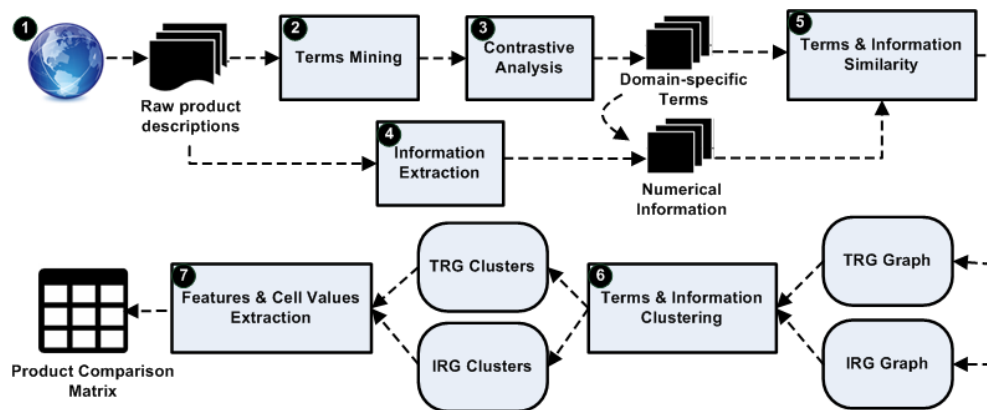 1
Raw product
descriptions
2
Terms Mining
3
Contrastive
Analysis
Domain-specific
Terms
4
Information
Extraction
Numerical
Information
5
Terms & Information
Similarity
TRG Graph
IRG Graph
6
Terms & Information
Clustering
TRG Clusters
IRG Clusters
7
Features & Cell Values
Extraction
Product Comparison
Matrix